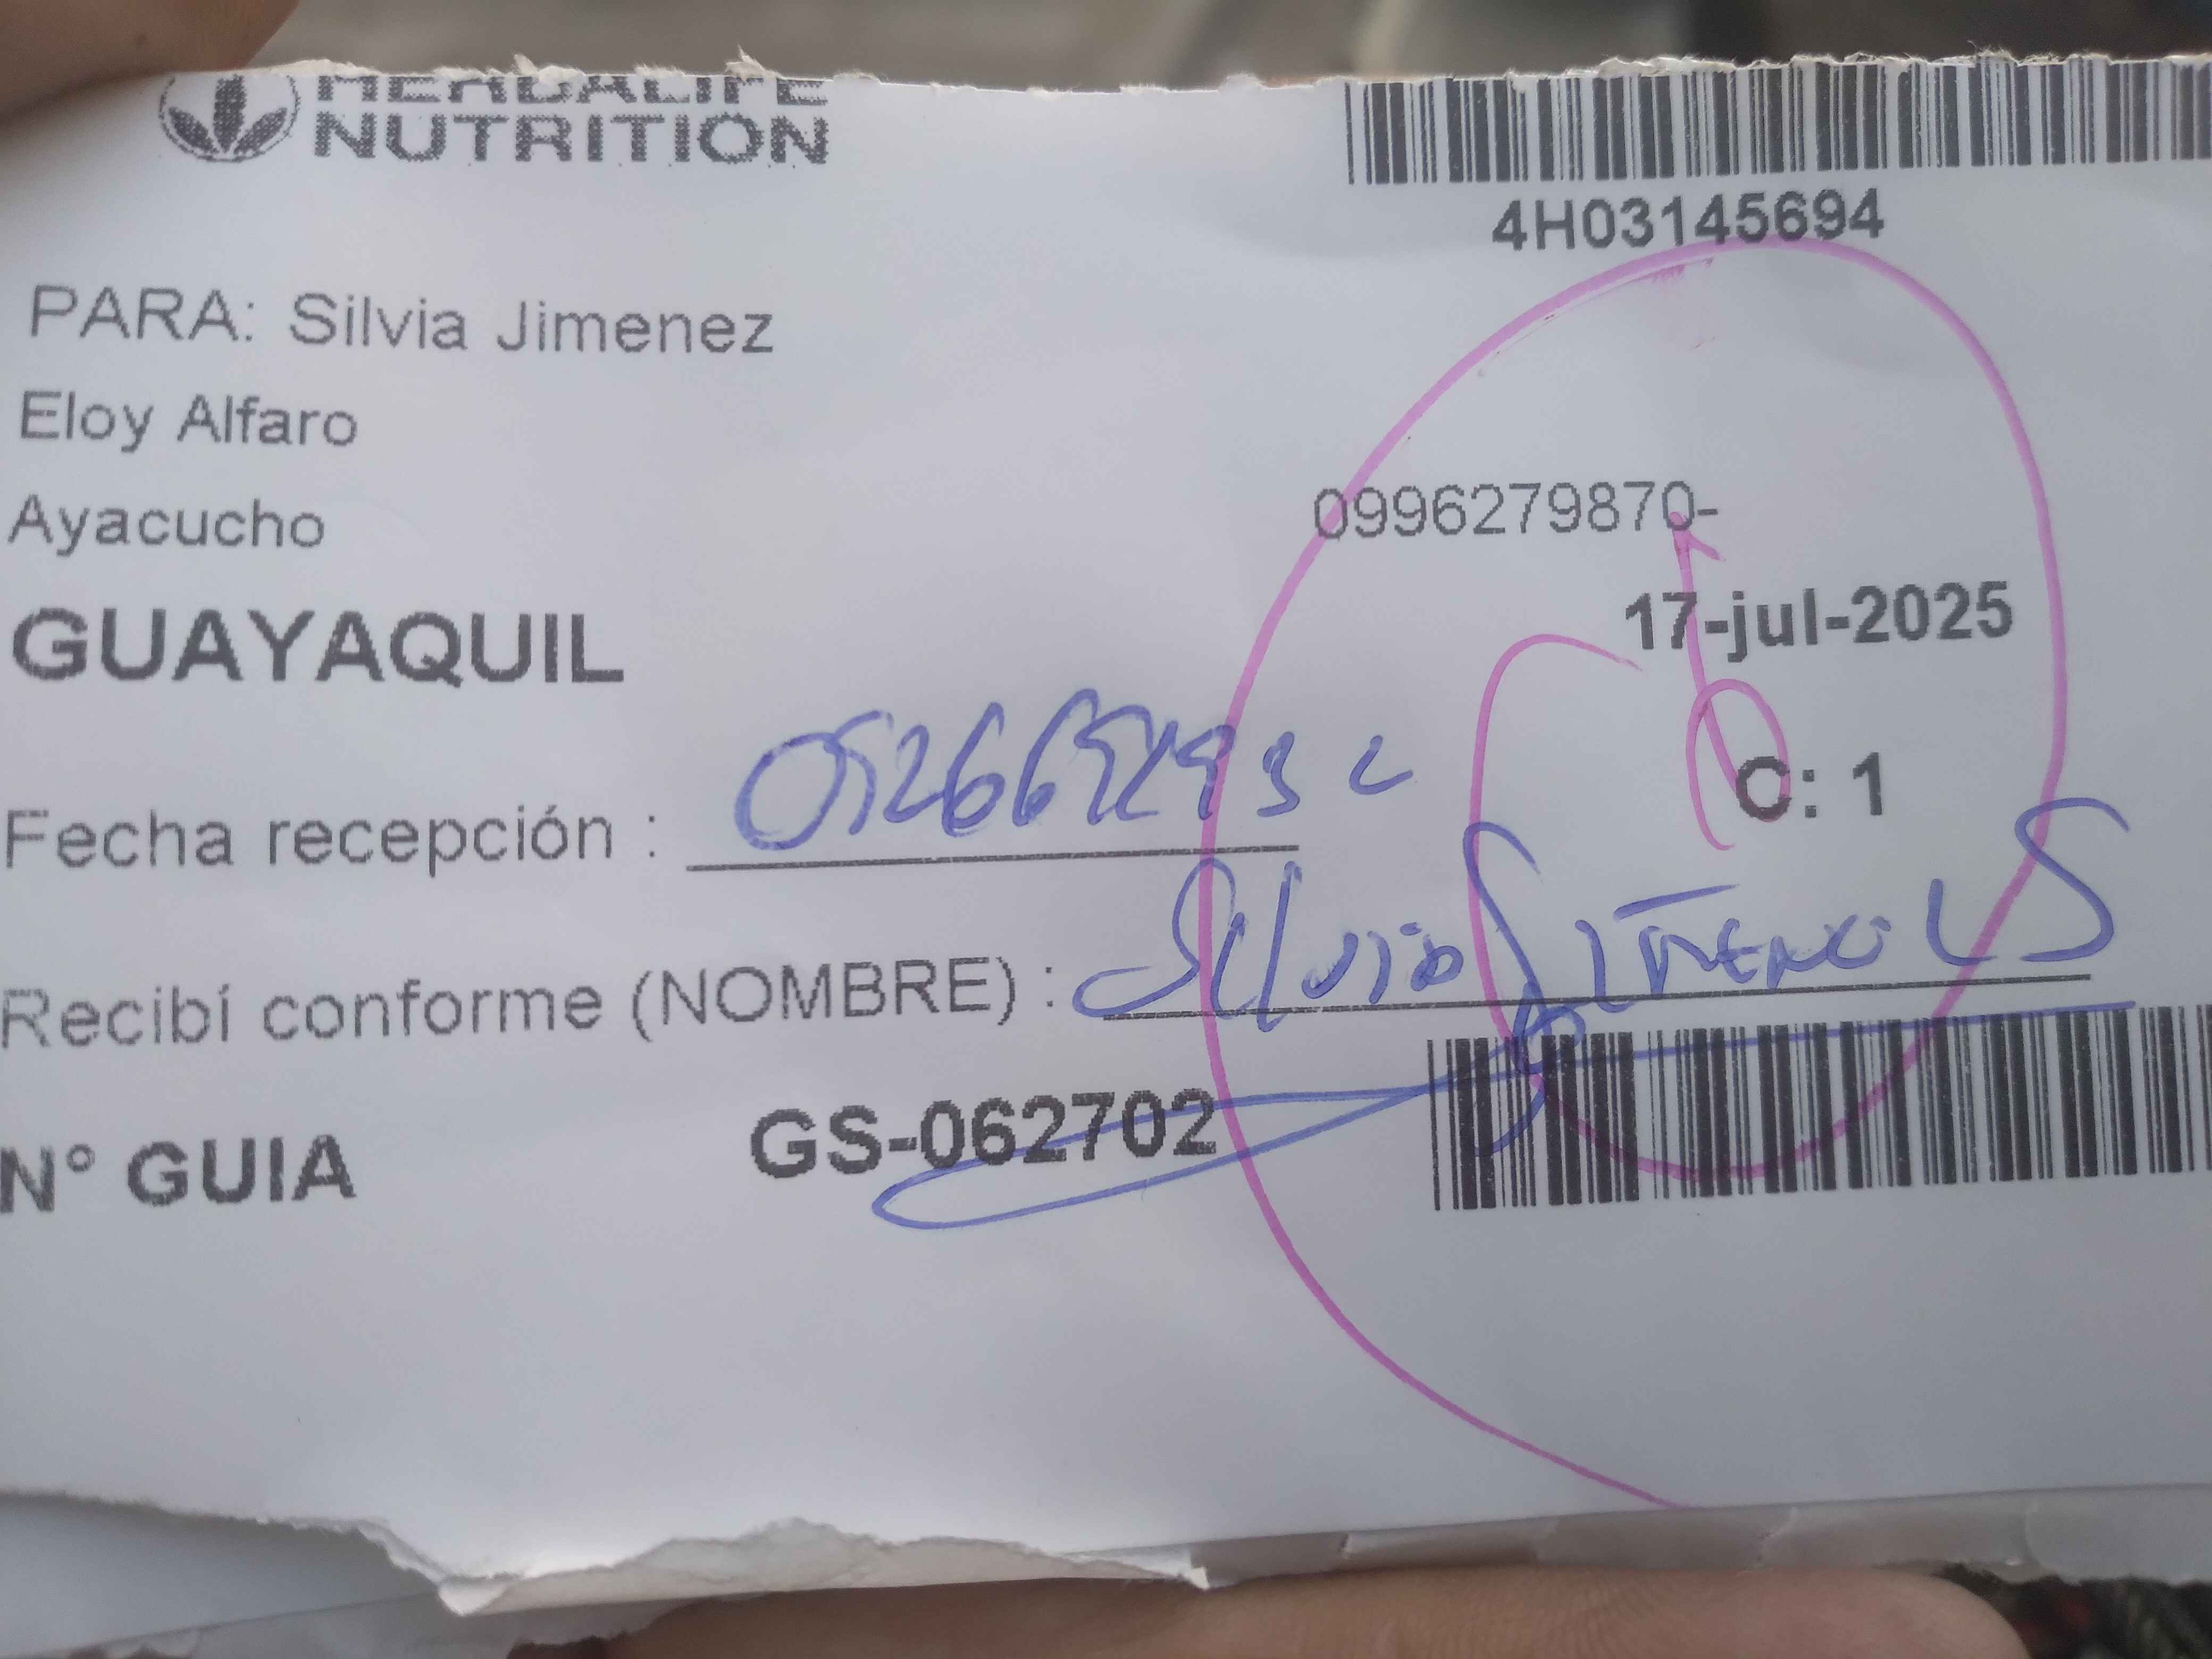 HERBALIFE
NUTRITION
4H03145694
PARA: Silvia Jimenez
Eloy Alfaro
Ayacucho
0996279870-
GUAYAQUIL
17-jul-2025
C: 1
Fecha recepción :
Recibí conforme (NOMBRE) : Silvia
N° GUIA GS-062702